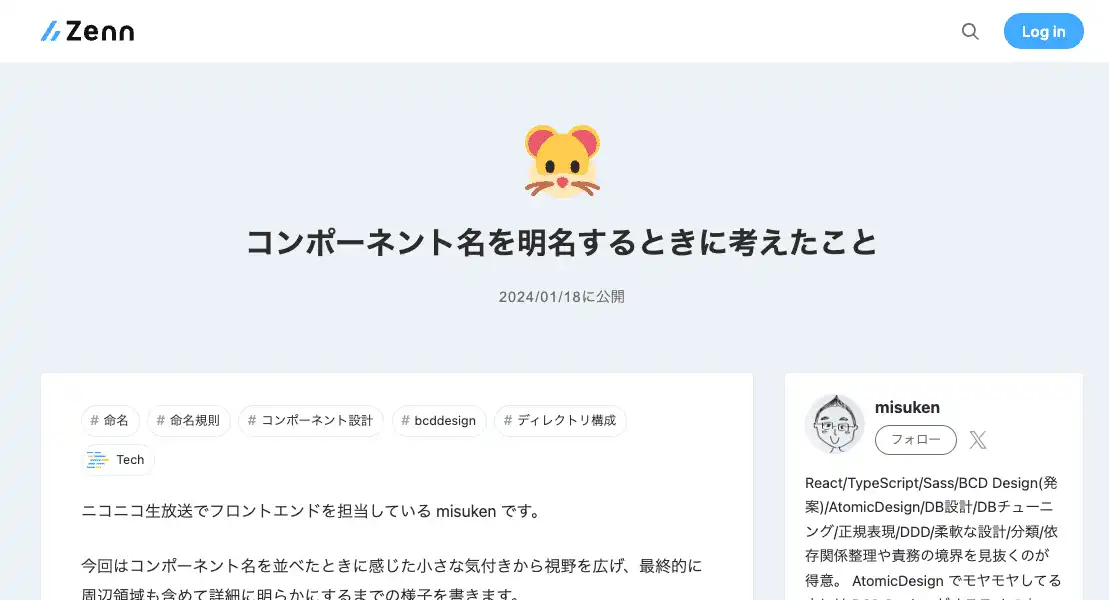 Zenn
Log in
コンポーネント名を明名するときに考えたこと
2024/01/18に公開
# 命名
# 命名規則
# コンポーネント設計
# bcddesign
# ディレクトリ構成
Tech
ニコニコ生放送でフロントエンドを担当している misuken です。
今回はコンポーネント名を並べたときに感じた小さな気付きから視野を広げ、最終的に
周辺領域も含めて詳細に明らかにするまでの様子を書きます。
misuken
フォロー
React/TypeScript/Sass/BCD Design(発
案)/AtomicDesign/DB設計/DBチューニ
ング/正規表現/DDD/柔軟な設計/分類/依
存関係整理や責務の境界を見抜くのが
得意。 AtomicDesign でモヤモヤしてる